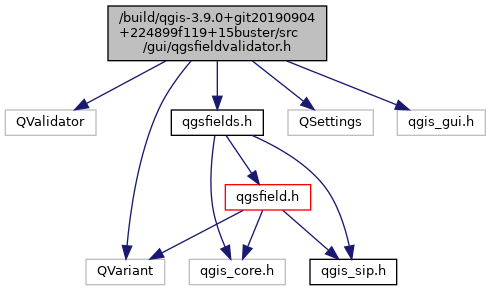 /build/qgis-3.9.0+git20190904
+224899f119+15buster/src
/gui/qgsfieldvalidator.h
QValidator
qgsfields.h
QSettings
qgis_gui.h
qgsfield.h
QVariant
qgis_core.h
qgis_sip.h